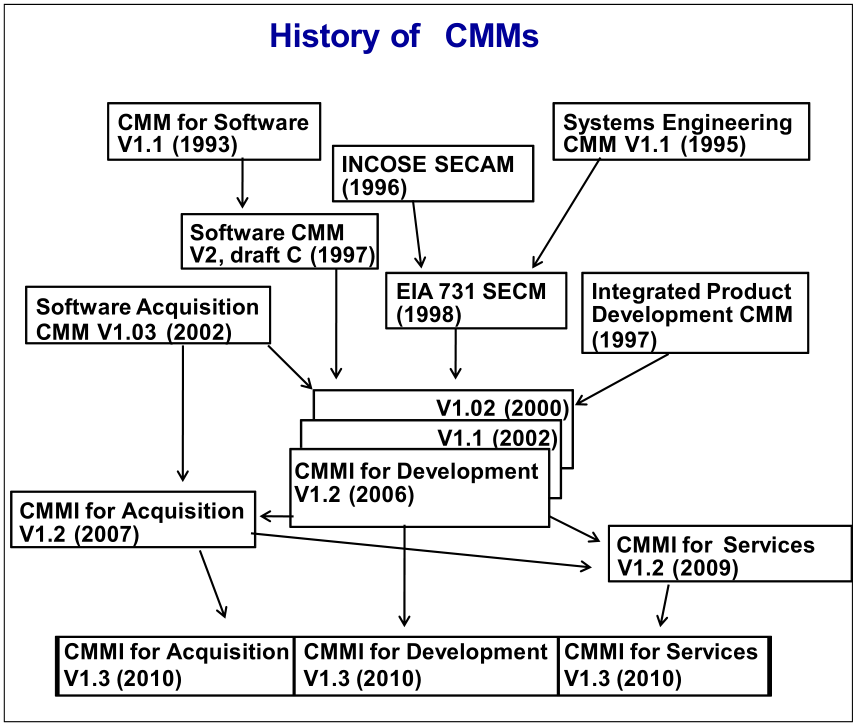 History of CMMs
CMM for Software
V1.1 (1993)
Systems Engineering
CMM V1.1 (1995)
INCOSE SECAM
(1996)
Software CMM
V2, draft C (1997)
EIA 731 SECM
(1998)
Integrated Product
Development CMM
(1997)
Software Acquisition
CMM V1.03 (2002)
V1.02 (2000)
V1.1 (2002)
CMMI for Development
V1.2 (2006)
CMMI for Acquisition
V1.2 (2007)
CMMI for Services
V1.2 (2009)
CMMI for Acquisition
V1.3 (2010)
CMMI for Development
V1.3 (2010)
CMMI for Services
V1.3 (2010)